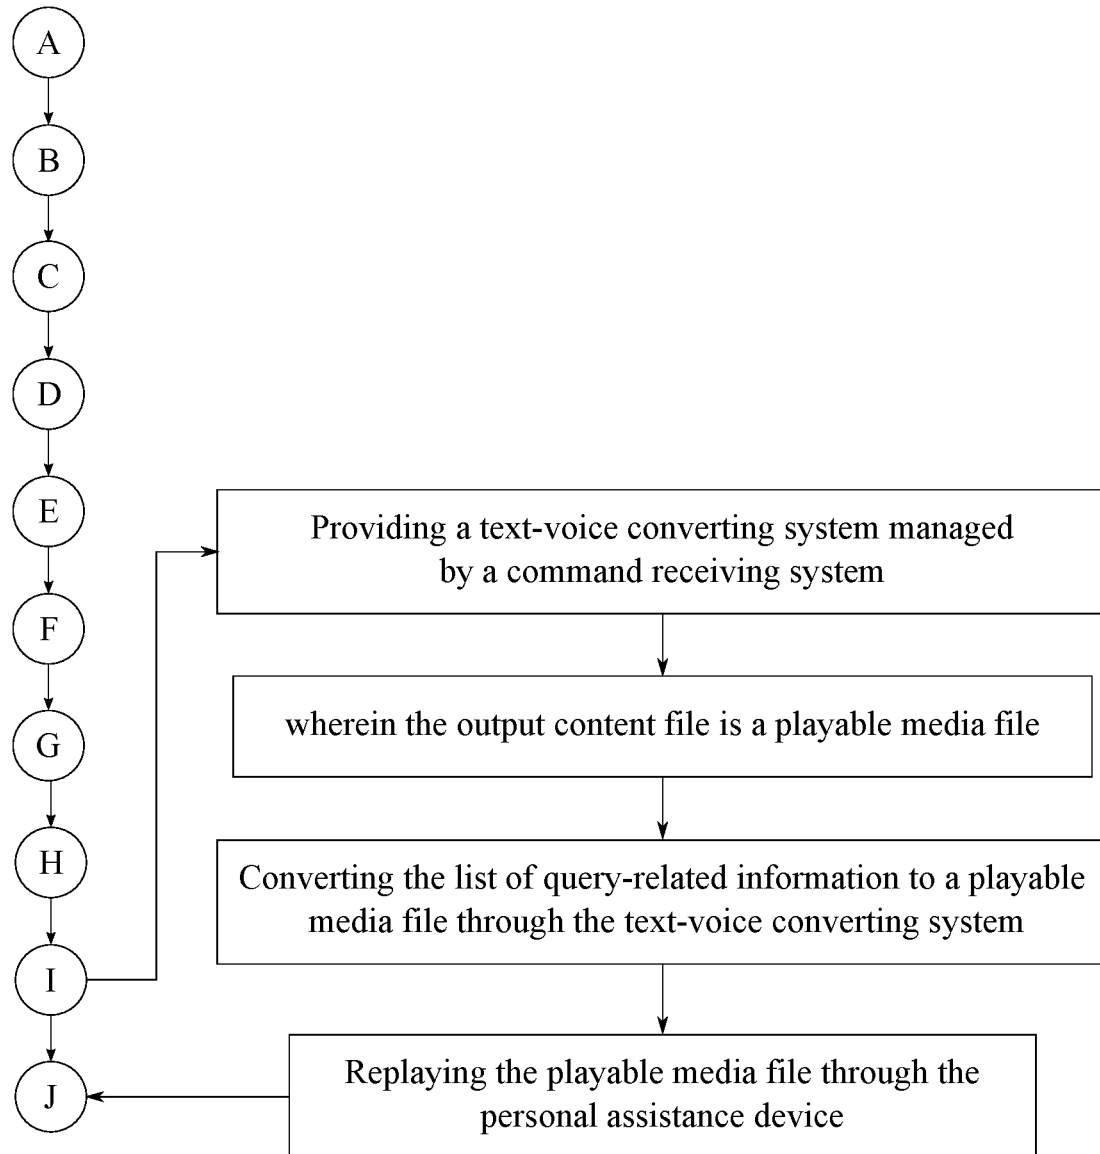 A
B
C
D
E
F
G
H
I
J
Providing a text-voice converting system managed
by a command receiving system
wherein the output content file is a playable media file
Converting the list of query-related information to a playable
media file through the text-voice converting system
Replaying the playable media file through the
personal assistance device